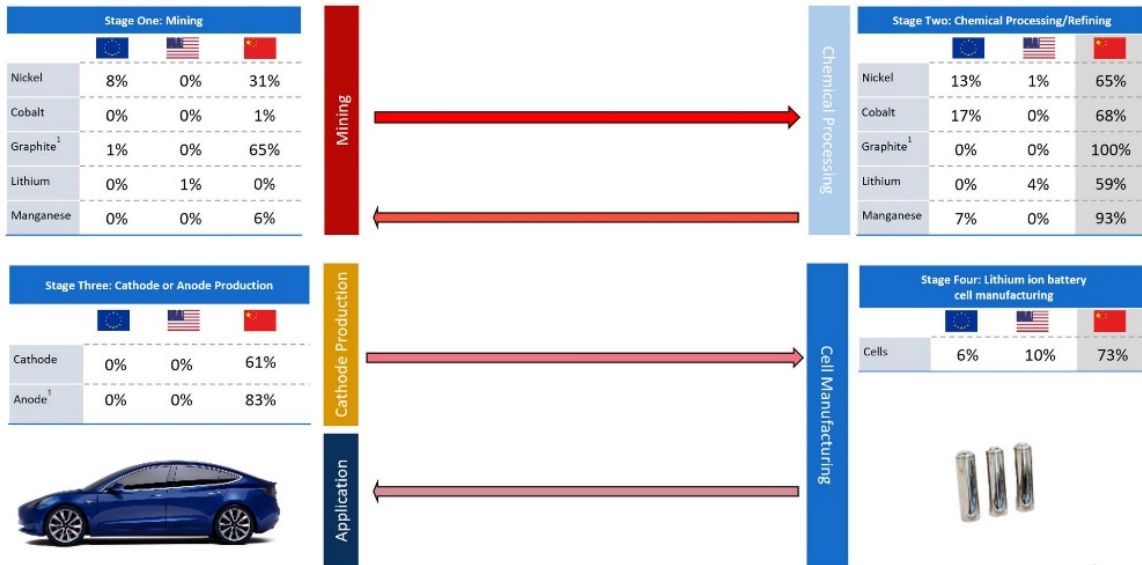 Stage One: Mining
Nickel 8% 0% 31%
Cobalt 0% 0% 1%
Graphite1 1% 0% 65%
Lithium 0% 1% 0%
Manganese 0% 0% 6%
Mining
Chemical Processing
Stage Two: Chemical Processing/Refining
Nickel 13% 1% 65%
Cobalt 17% 0% 68%
Graphite1 0% 0% 100%
Lithium 0% 4% 59%
Manganese 7% 0% 93%
Stage Three: Cathode or Anode Production
Cathode 0% 0% 61%
Anode1 0% 0% 83%
Cathode Production
Application
Cell Manufacturing
Stage Four: Lithium ion battery
cell manufacturing
Cells 6% 10% 73%